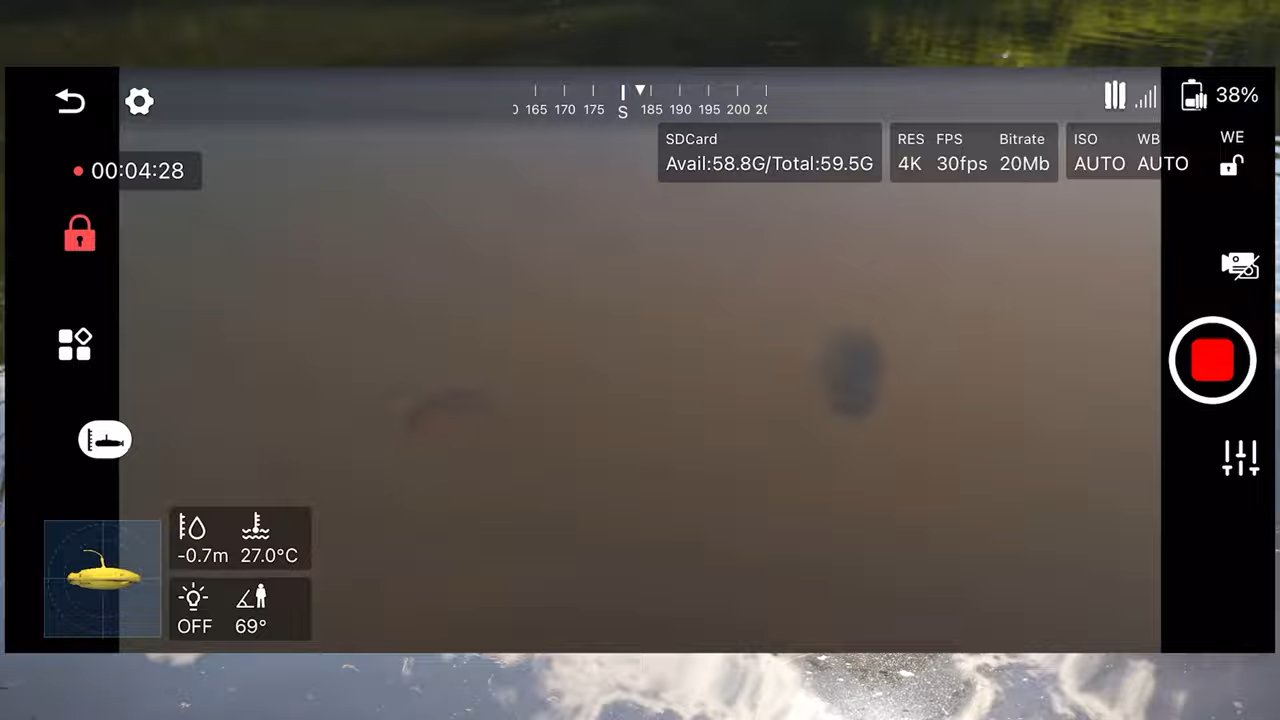 165 170 175 S 185 190 195 200
38%
SDCard
Avail:58.8G/Total:59.5G
RES FPS Bitrate
4K 30fps 20Mb
ISO WB
AUTO AUTO
WE
00:04:28
-0.7m 27.0°C
OFF 69°